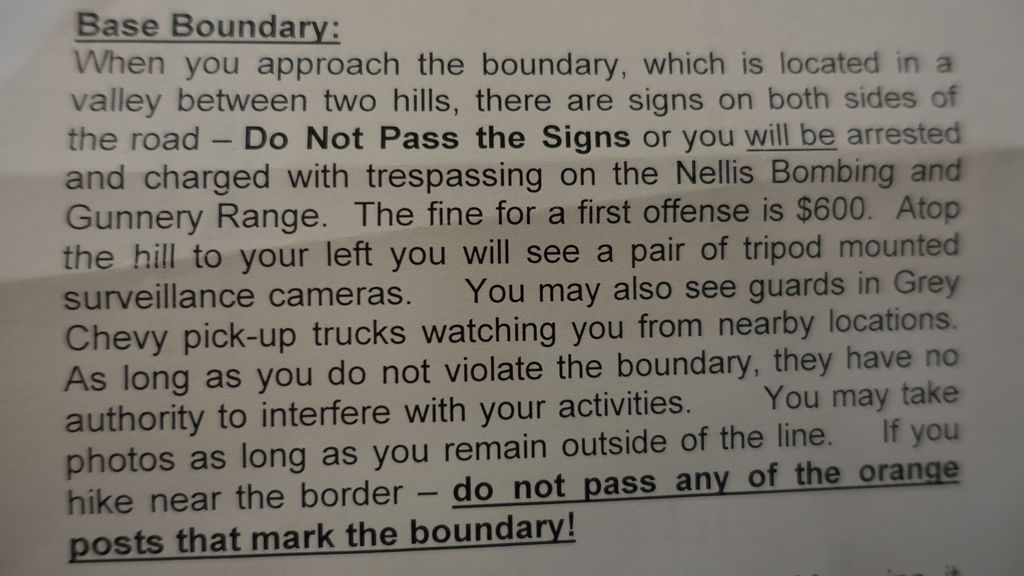 Base Boundary:
When you approach the boundary, which is located in a
valley between two hills, there are signs on both sides of
the road – Do Not Pass the Signs or you will be arrested
and charged with trespassing on the Nellis Bombing and
Gunnery Range. The fine for a first offense is $600. Atop
the hill to your left you will see a pair of tripod mounted
surveillance cameras. You may also see guards in Grey
Chevy pick-up trucks watching you from nearby locations.
As long as you do not violate the boundary, they have no
authority to interfere with your activities. You may take
photos as long as you remain outside of the line. If you
hike near the border – do not pass any of the orange
posts that mark the boundary!